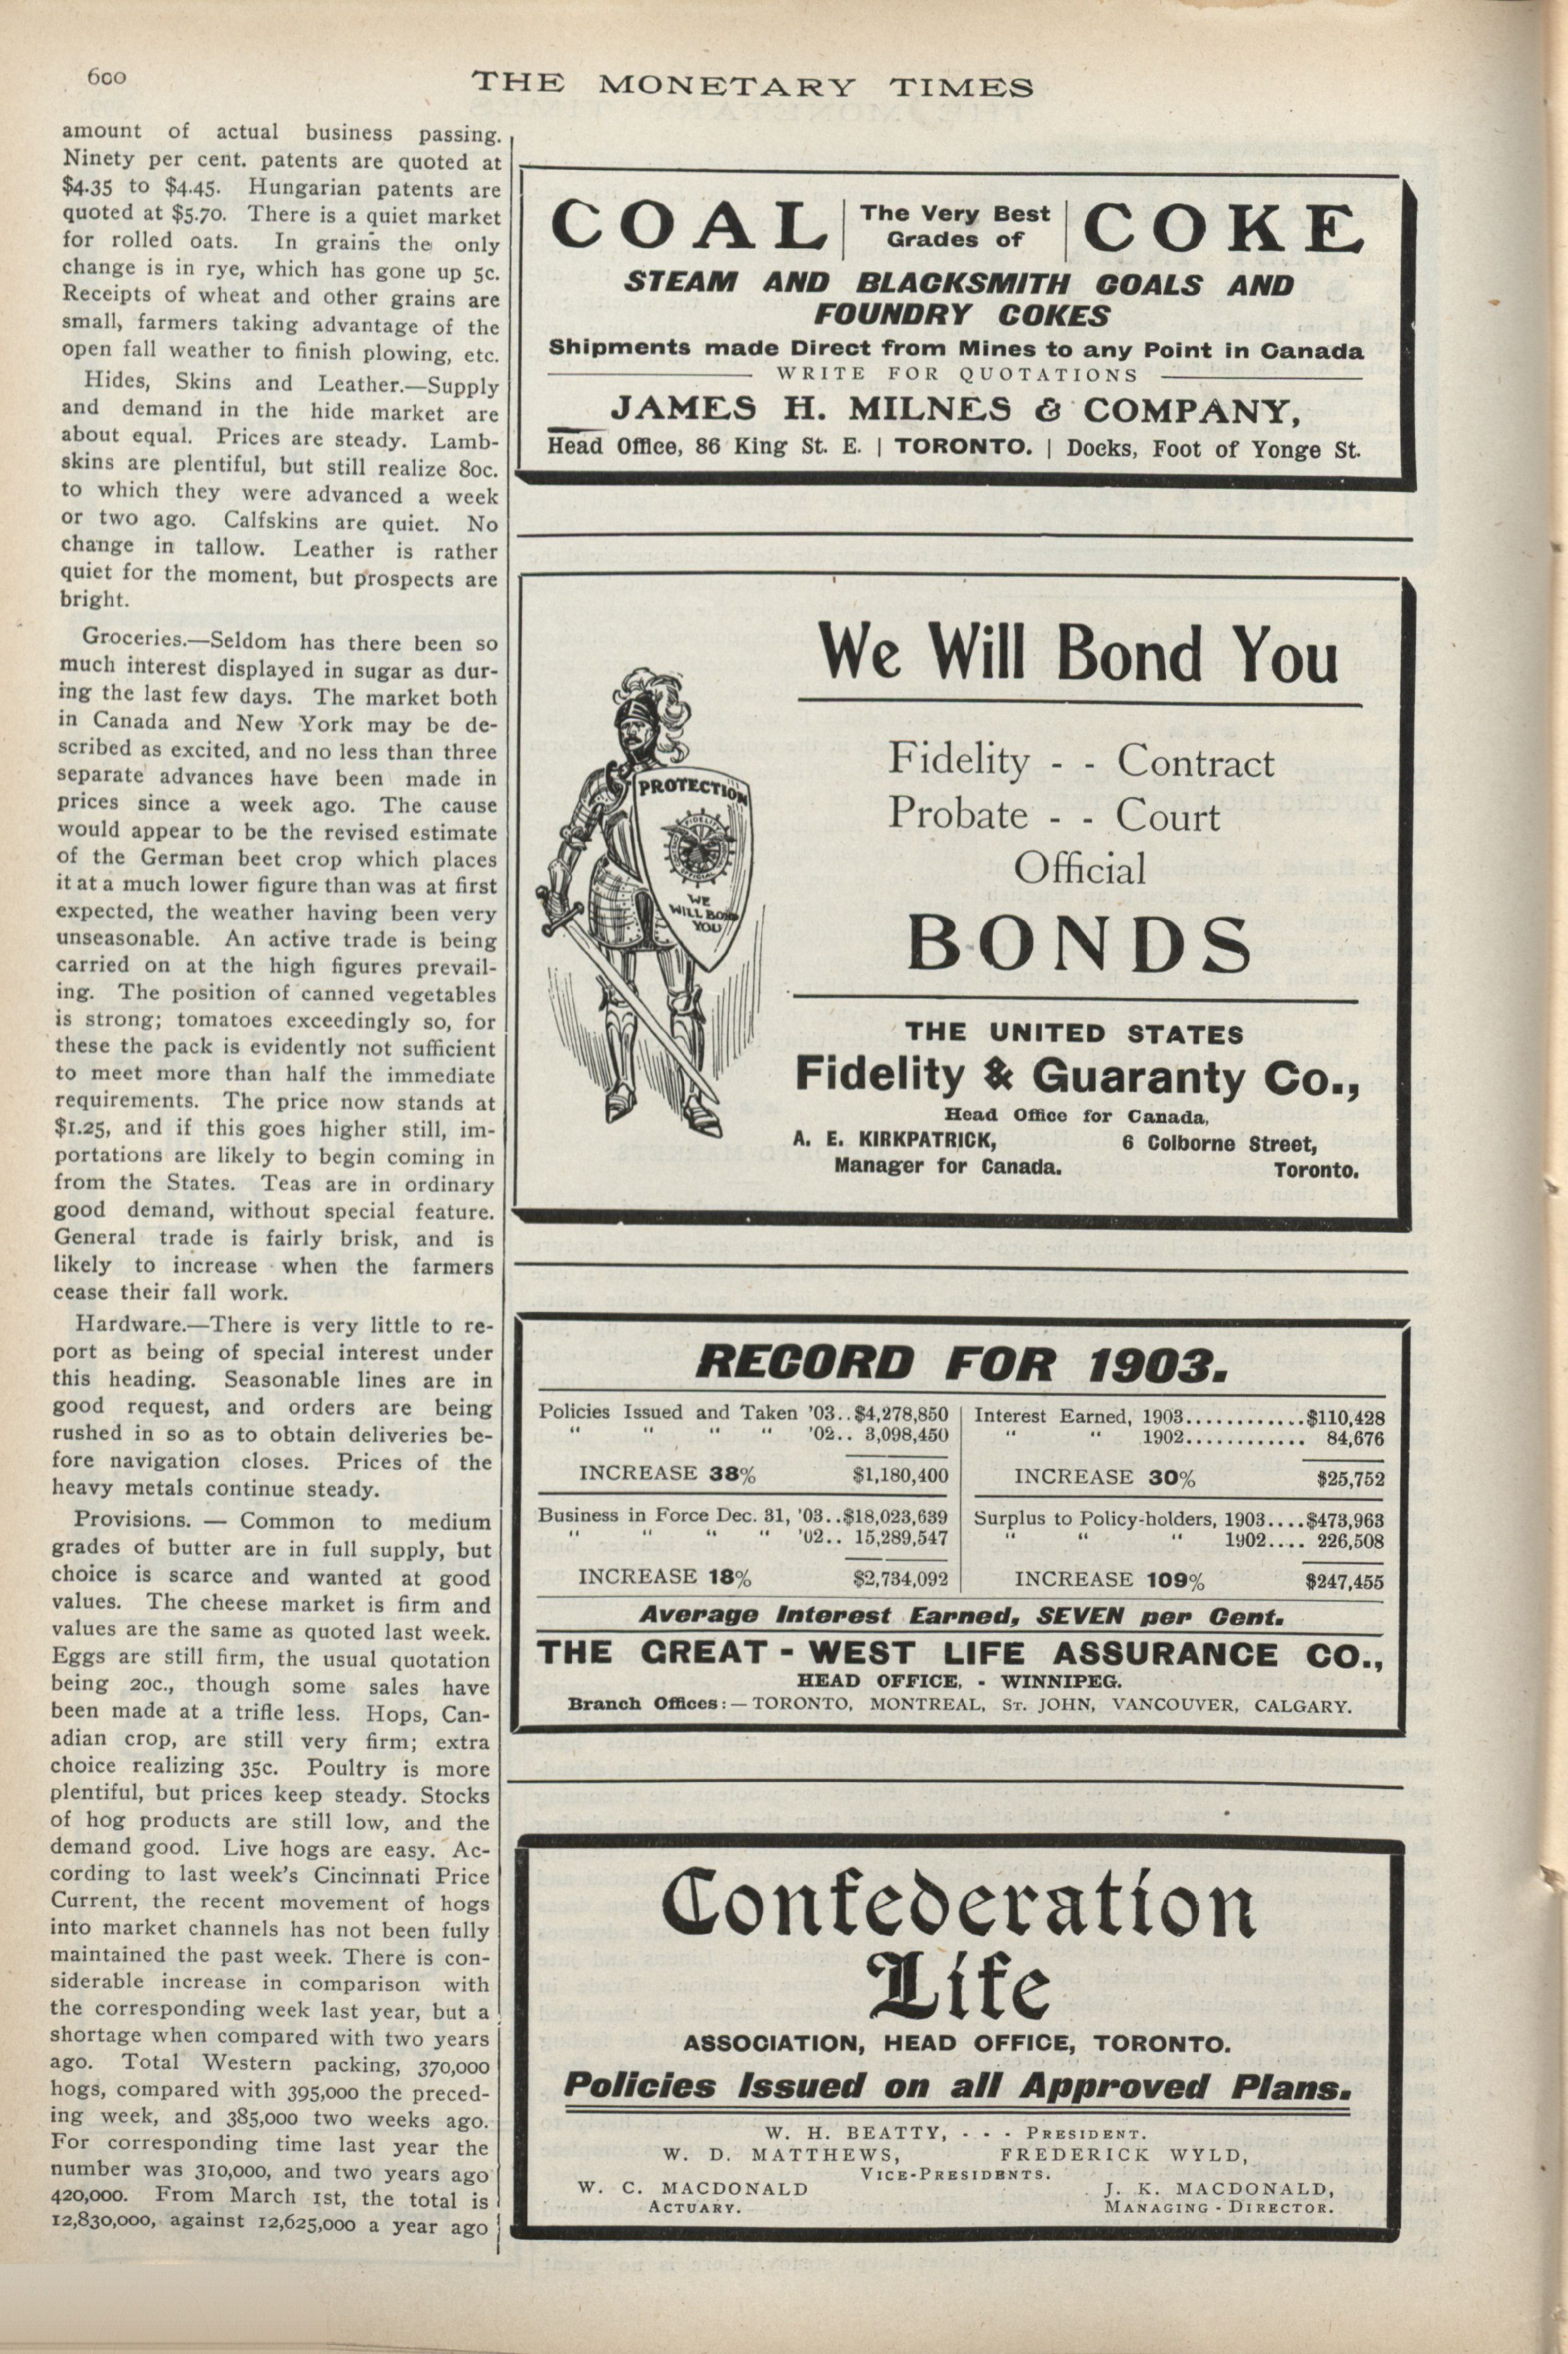 600
THE MONETARY TIMES
amount of actual business passing.
Ninety per cent. patents are quoted at
$4.35 to $4.45. Hungarian patents are
quoted at $5.70. There is a quiet market
for rolled oats. In grains the only
change is in rye, which has gone up 5c.
Receipts of wheat and other grains are
small, farmers taking advantage of the
open fall weather to finish plowing, etc.
Hides, Skins and Leather.—Supply
and demand in the hide market are
about equal. Prices are steady. Lamb-
skins are plentiful, but still realize 80c.
to which they were advanced a week
or two ago. Calfskins are quiet. No
change in tallow. Leather is rather
quiet for the moment, but prospects are
bright.
Groceries.—Seldom has there been so
much interest displayed in sugar as dur-
ing the last few days. The market both
in Canada and New York may be de-
scribed as excited, and no less than three
separate advances have been made in
prices since a week ago. The cause
would appear to be the revised estimate
of the German beet crop which places
it at a much lower figure than was at first
expected, the weather having been very
unseasonable. An active trade is being
carried on at the high figures prevail-
ing. The position of canned vegetables
is strong; tomatoes exceedingly so, for
these the pack is evidently not sufficient
to meet more than half the immediate
requirements. The price now stands at
$1.25, and if this goes higher still, im-
portations are likely to begin coming in
from the States. Teas are in ordinary
good demand, without special feature.
General trade is fairly brisk, and is
likely to increase when the farmers
cease their fall work.
Hardware.—There is very little to re-
port as being of special interest under
this heading. Seasonable lines are in
good request, and orders are being
rushed in so as to obtain deliveries be-
fore navigation closes. Prices of the
heavy metals continue steady.
Provisions. — Common to medium
grades of butter are in full supply, but
choice is scarce and wanted at good
values. The cheese market is firm and
values are the same as quoted last week.
Eggs are still firm, the usual quotation
being 20c., though some sales have
been made at a trifle less. Hops, Can-
adian crop, are still very firm; extra
choice realizing 35c. Poultry is more
plentiful, but prices keep steady. Stocks
of hog products are still low, and the
demand good. Live hogs are easy. Ac-
cording to last week's Cincinnati Price
Current, the recent movement of hogs
into market channels has not been fully
maintained the past week. There is con-
siderable increase in comparison with
the corresponding week last year, but a
shortage when compared with two years
ago. Total Western packing, 370,000
hogs, compared with 395,000 the preced-
ing week, and 385,000 two weeks ago.
For corresponding time last year the
number was 310,000, and two years ago
420,000. From March 1st, the total is
12,830,000, against 12,625,000 a year ago
COAL The Very Best Grades of COKE
STEAM AND BLACKSMITH COALS AND
FOUNDRY COKES
Shipments made Direct from Mines to any Point in Canada
WRITE FOR QUOTATIONS
JAMES H. MILNES & COMPANY,
Head Office, 86 King St. E. | TORONTO. | Docks, Foot of Yonge St.
We Will Bond You
PROTECTION
FIDELITY
WE
WILL BOND
YOU
Fidelity - - Contract
Probate - - Court
Official
BONDS
THE UNITED STATES
Fidelity & Guaranty Co.,
Head Office for Canada,
A. E. KIRKPATRICK, 6 Colborne Street,
Manager for Canada. Toronto.
RECORD FOR 1903.
Policies Issued and Taken '03..$4,278,850
" " " " '02.. 3,098,450
INCREASE 38% $1,180,400
Interest Earned, 1903............$110,428
" " 1902............ 84,676
INCREASE 30% $25,752
Business in Force Dec. 31, '03..$18,023,639
" " " " '02.. 15,289,547
INCREASE 18% $2,734,092
Surplus to Policy-holders, 1903....$473,963
" " " 1902.... 226,508
INCREASE 109% $247,455
Average Interest Earned, SEVEN per Cent.
THE GREAT-WEST LIFE ASSURANCE CO.,
HEAD OFFICE, - WINNIPEG.
Branch Offices:—TORONTO, MONTREAL, ST. JOHN, VANCOUVER, CALGARY.
Confederation
Life
ASSOCIATION, HEAD OFFICE, TORONTO.
Policies Issued on all Approved Plans.
W. H. BEATTY, - - - PRESIDENT.
W. D. MATTHEWS, FREDERICK WYLD,
VICE-PRESIDENTS.
W. C. MACDONALD J. K. MACDONALD,
ACTUARY. MANAGING-DIRECTOR.